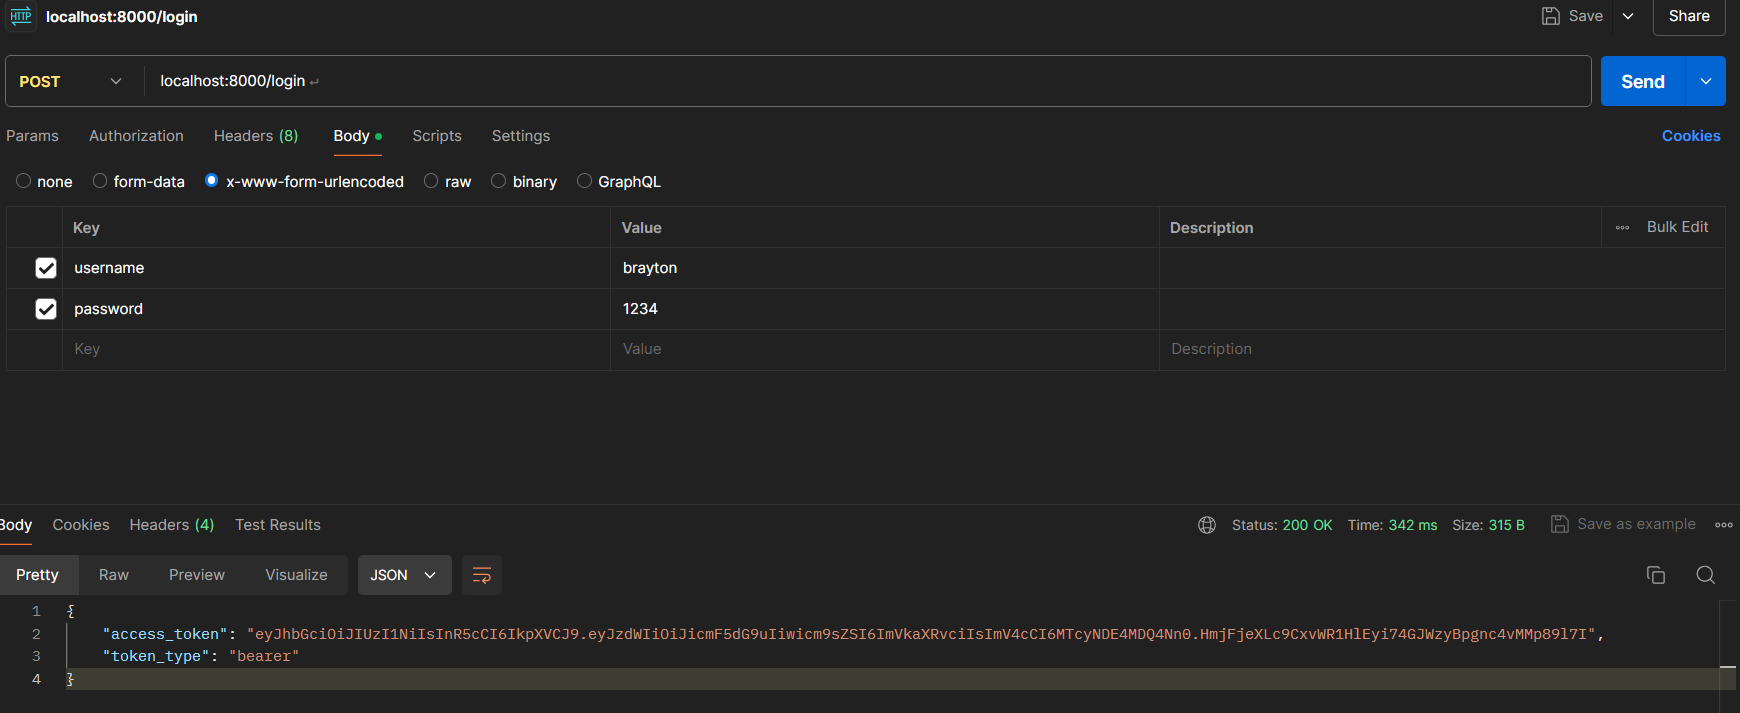 HTTP localhost:8000/login Save Share
POST localhost:8000/login Send
Params Authorization Headers (8) Body Scripts Settings Cookies
none form-data x-www-form-urlencoded raw binary GraphQL
Key Value Description Bulk Edit
username brayton
password 1234
Key Value Description
Body Cookies Headers (4) Test Results Status: 200 OK Time: 342 ms Size: 315 B Save as example
Pretty Raw Preview Visualize JSON
1 {
2 "access_token": "eyJhbGciOiJIUzI1NiIsInR5cCI6IkpXVCJ9.eyJzdWIiOiJicmF5dG9uIiwicm9sZSI6ImVkaXRvciIsImV4cCI6MTcyNDE4MDQ4Nn0.HmjFjeXLc9CxvWR1HlEyi74GJWzyBpgnc4vMMp89l7I",
3 "token_type": "bearer"
4 }